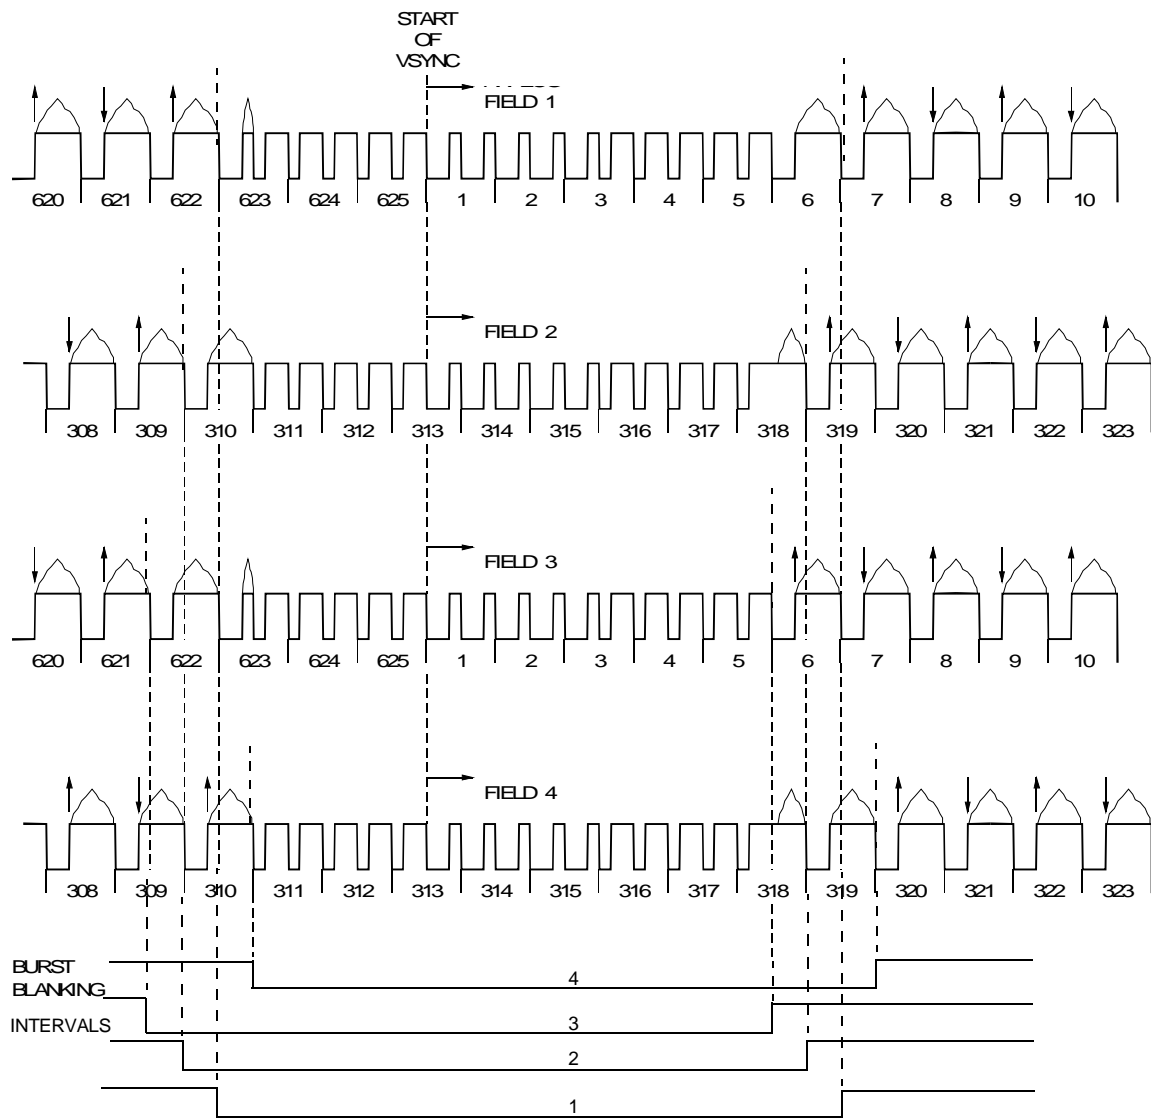 START
OF
VSYNC
FIELD 1
620 621 622 623 624 625 1 2 3 4 5 6 7 8 9 10
FIELD 2
308 309 310 311 312 313 314 315 316 317 318 319 320 321 322 323
FIELD 3
620 621 622 623 624 625 1 2 3 4 5 6 7 8 9 10
FIELD 4
308 309 310 311 312 313 314 315 316 317 318 319 320 321 322 323
BURST
BLANKING
INTERVALS
4
3
2
1